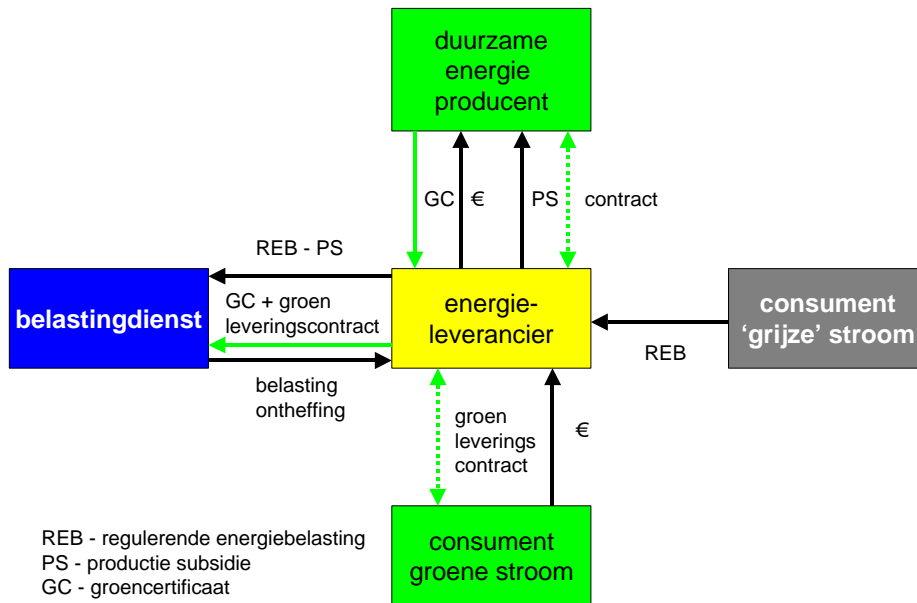 duurzame
energie
producent
GC
€
PS
contract
REB - PS
belastingdienst
GC + groen
leveringscontract
belasting
ontheffing
energie-
leverancier
consument
‘grijze’ stroom
REB
groen
leverings
contract
€
consument
groene stroom
REB - regulerende energiebelasting
PS - productie subsidie
GC - groencertificaat